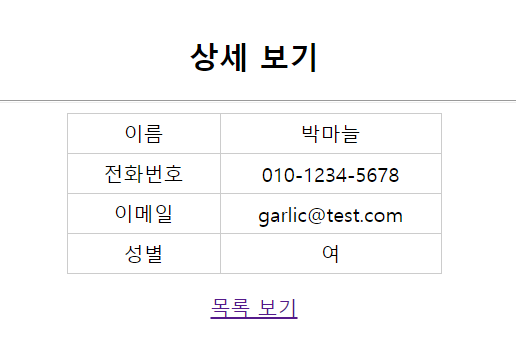 상세 보기
이름 박마늘
전화번호 010-1234-5678
이메일 garlic@test.com
성별 여
목록 보기